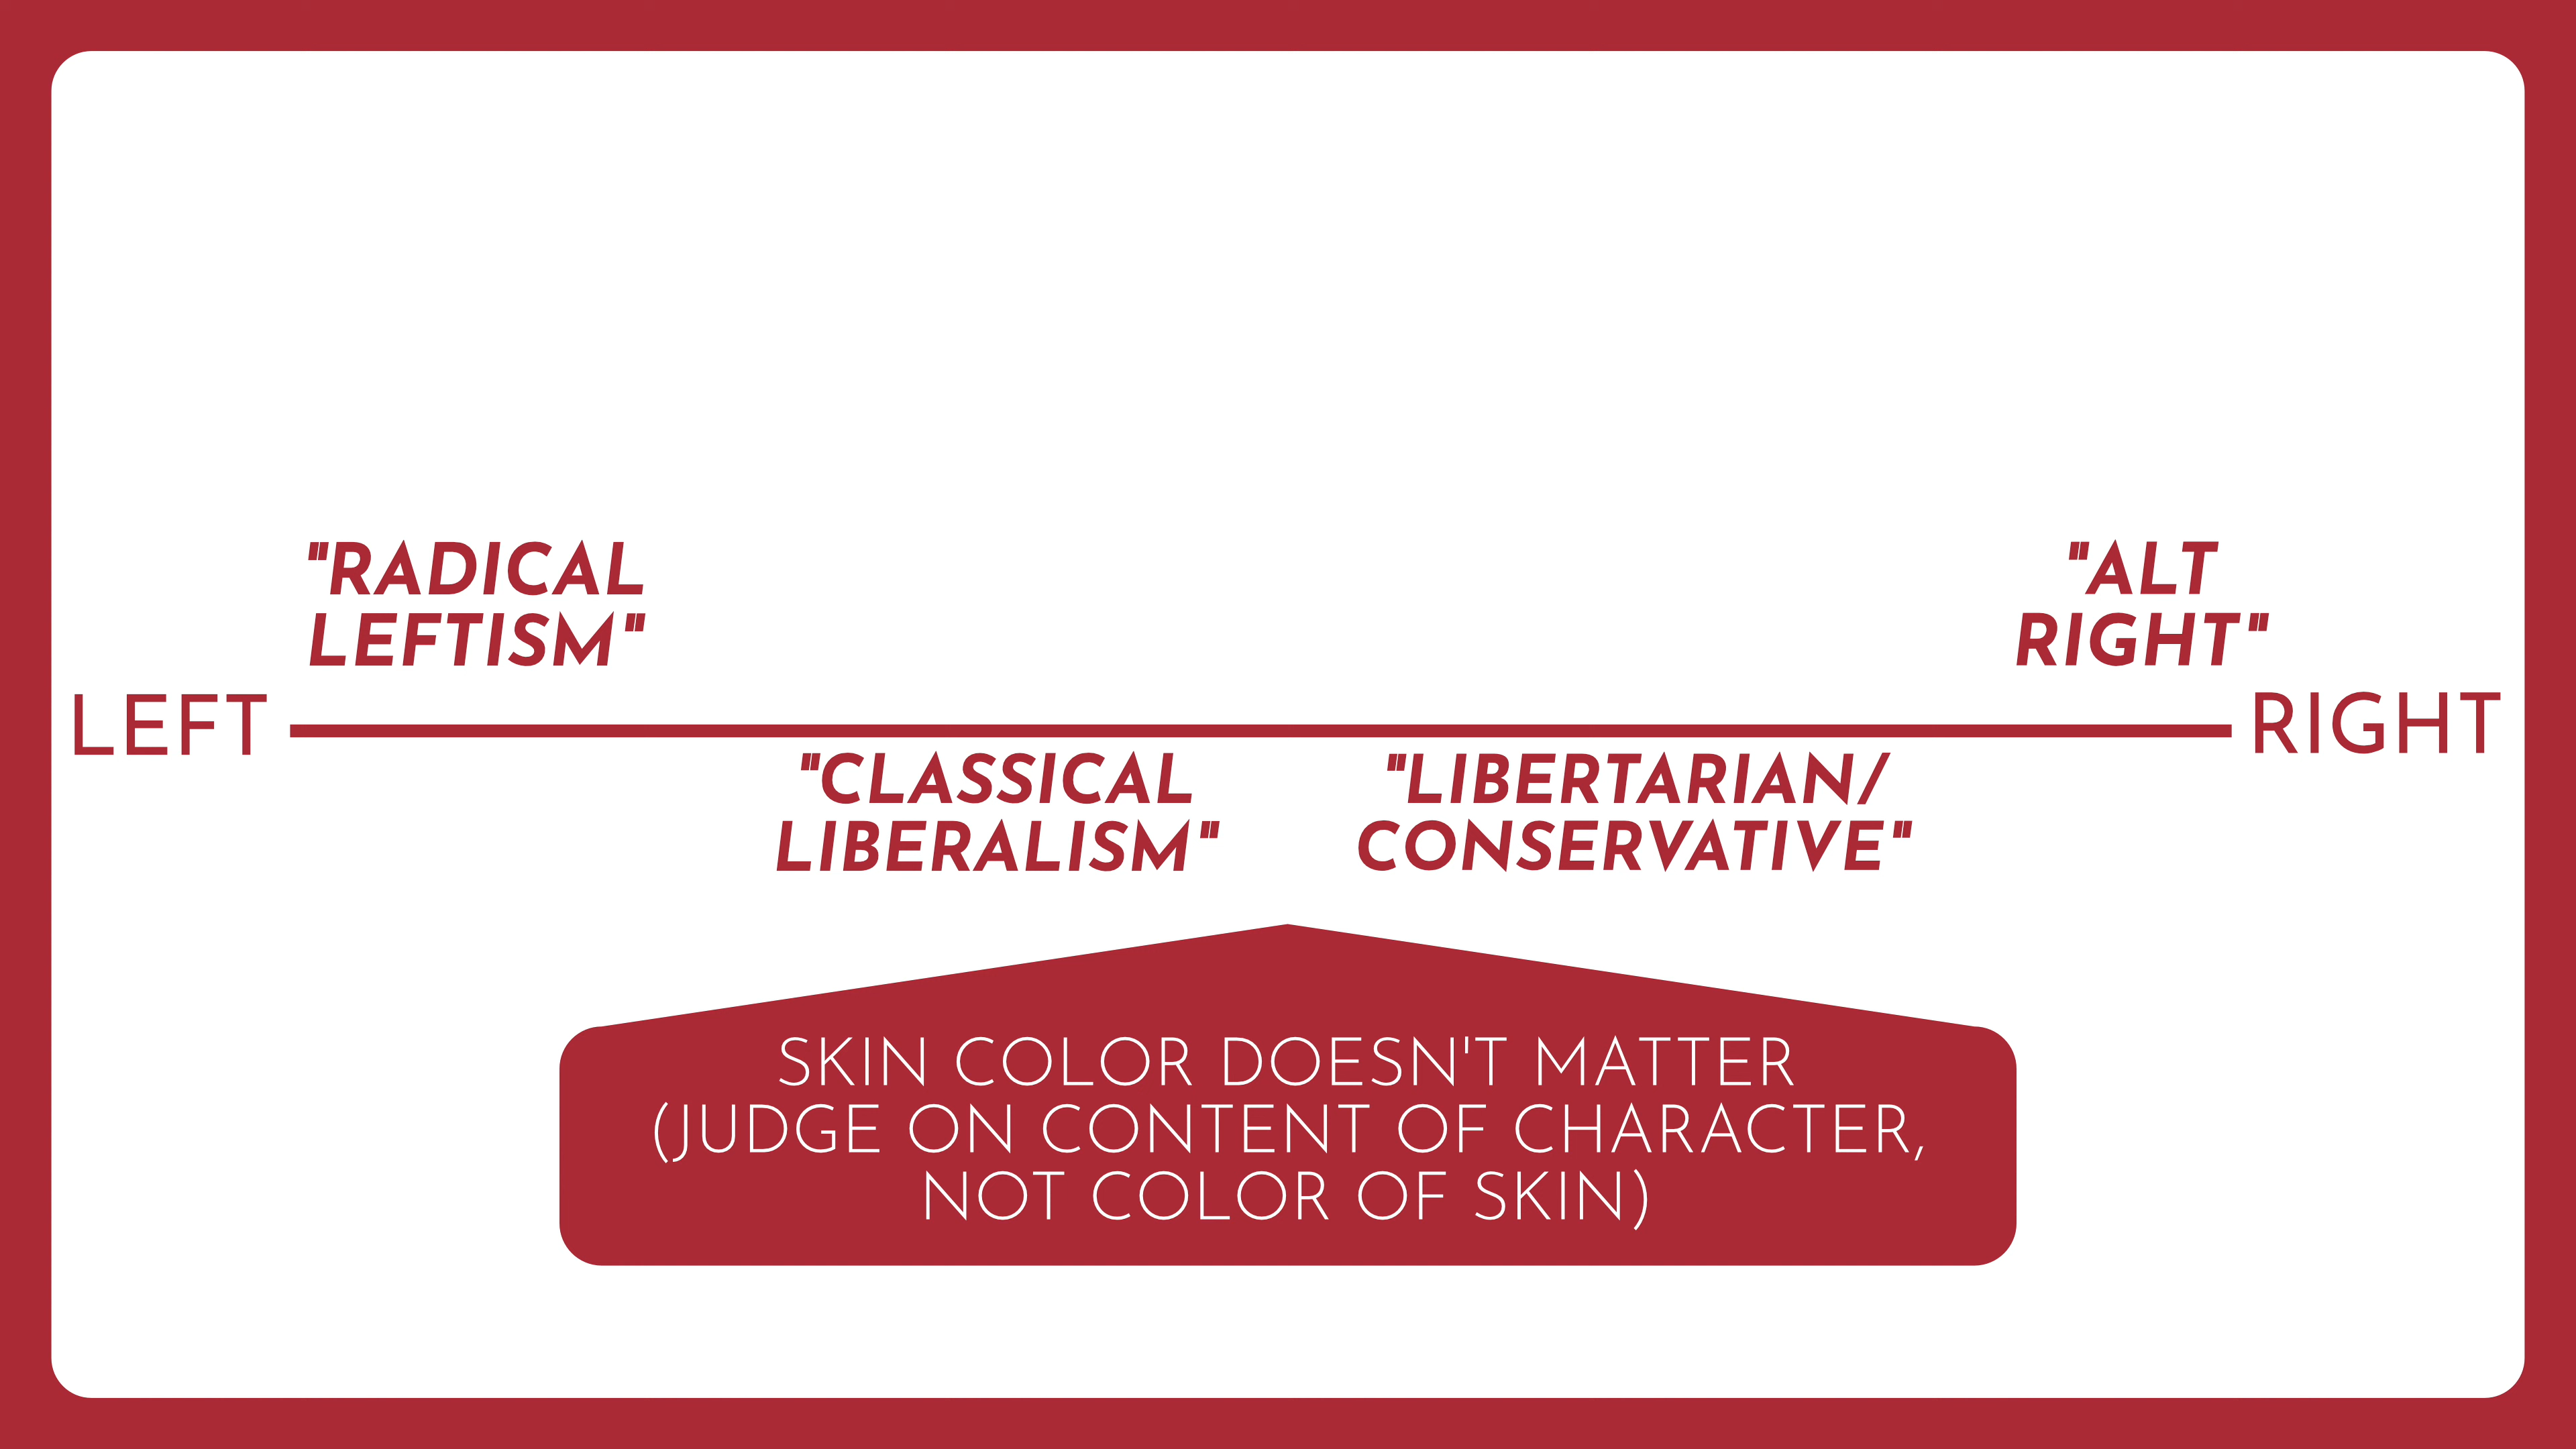 "RADICAL
LEFTISM"
"ALT
RIGHT"
LEFT
RIGHT
"CLASSICAL
LIBERALISM"
"LIBERTARIAN/
CONSERVATIVE"
SKIN COLOR DOESN'T MATTER
(JUDGE ON CONTENT OF CHARACTER,
NOT COLOR OF SKIN)